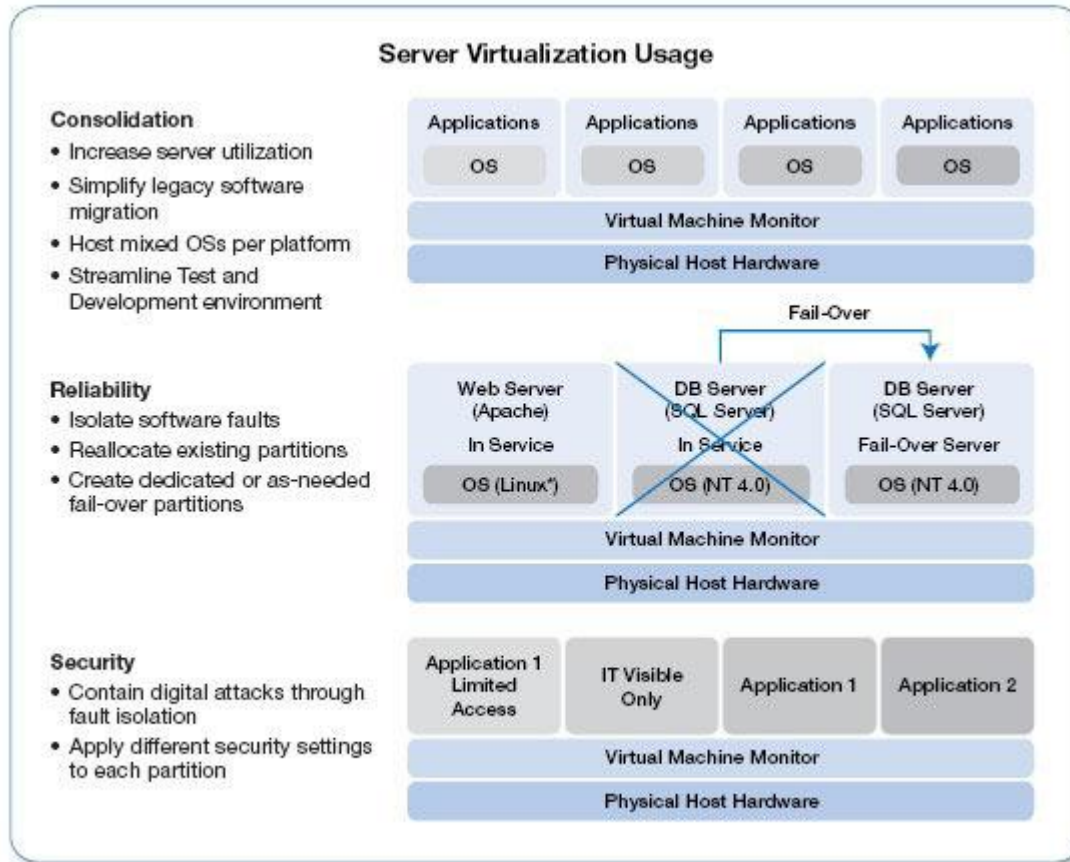 Server Virtualization Usage
Consolidation
• Increase server utilization
• Simplify legacy software
migration
• Host mixed OSs per platform
• Streamline Test and
Development environment
Applications Applications Applications Applications
OS OS OS OS
Virtual Machine Monitor
Physical Host Hardware
Fail-Over
Reliability
• Isolate software faults
• Reallocate existing partitions
• Create dedicated or as-needed
fail-over partitions
Web Server
(Apache)
In Service
OS (Linux*)
DB Server
(SQL Server)
In Service
OS (NT 4.0)
DB Server
(SQL Server)
Fail-Over Server
OS (NT 4.0)
Virtual Machine Monitor
Physical Host Hardware
Security
• Contain digital attacks through
fault isolation
• Apply different security settings
to each partition
Application 1
Limited
Access
IT Visible
Only
Application 1
Application 2
Virtual Machine Monitor
Physical Host Hardware